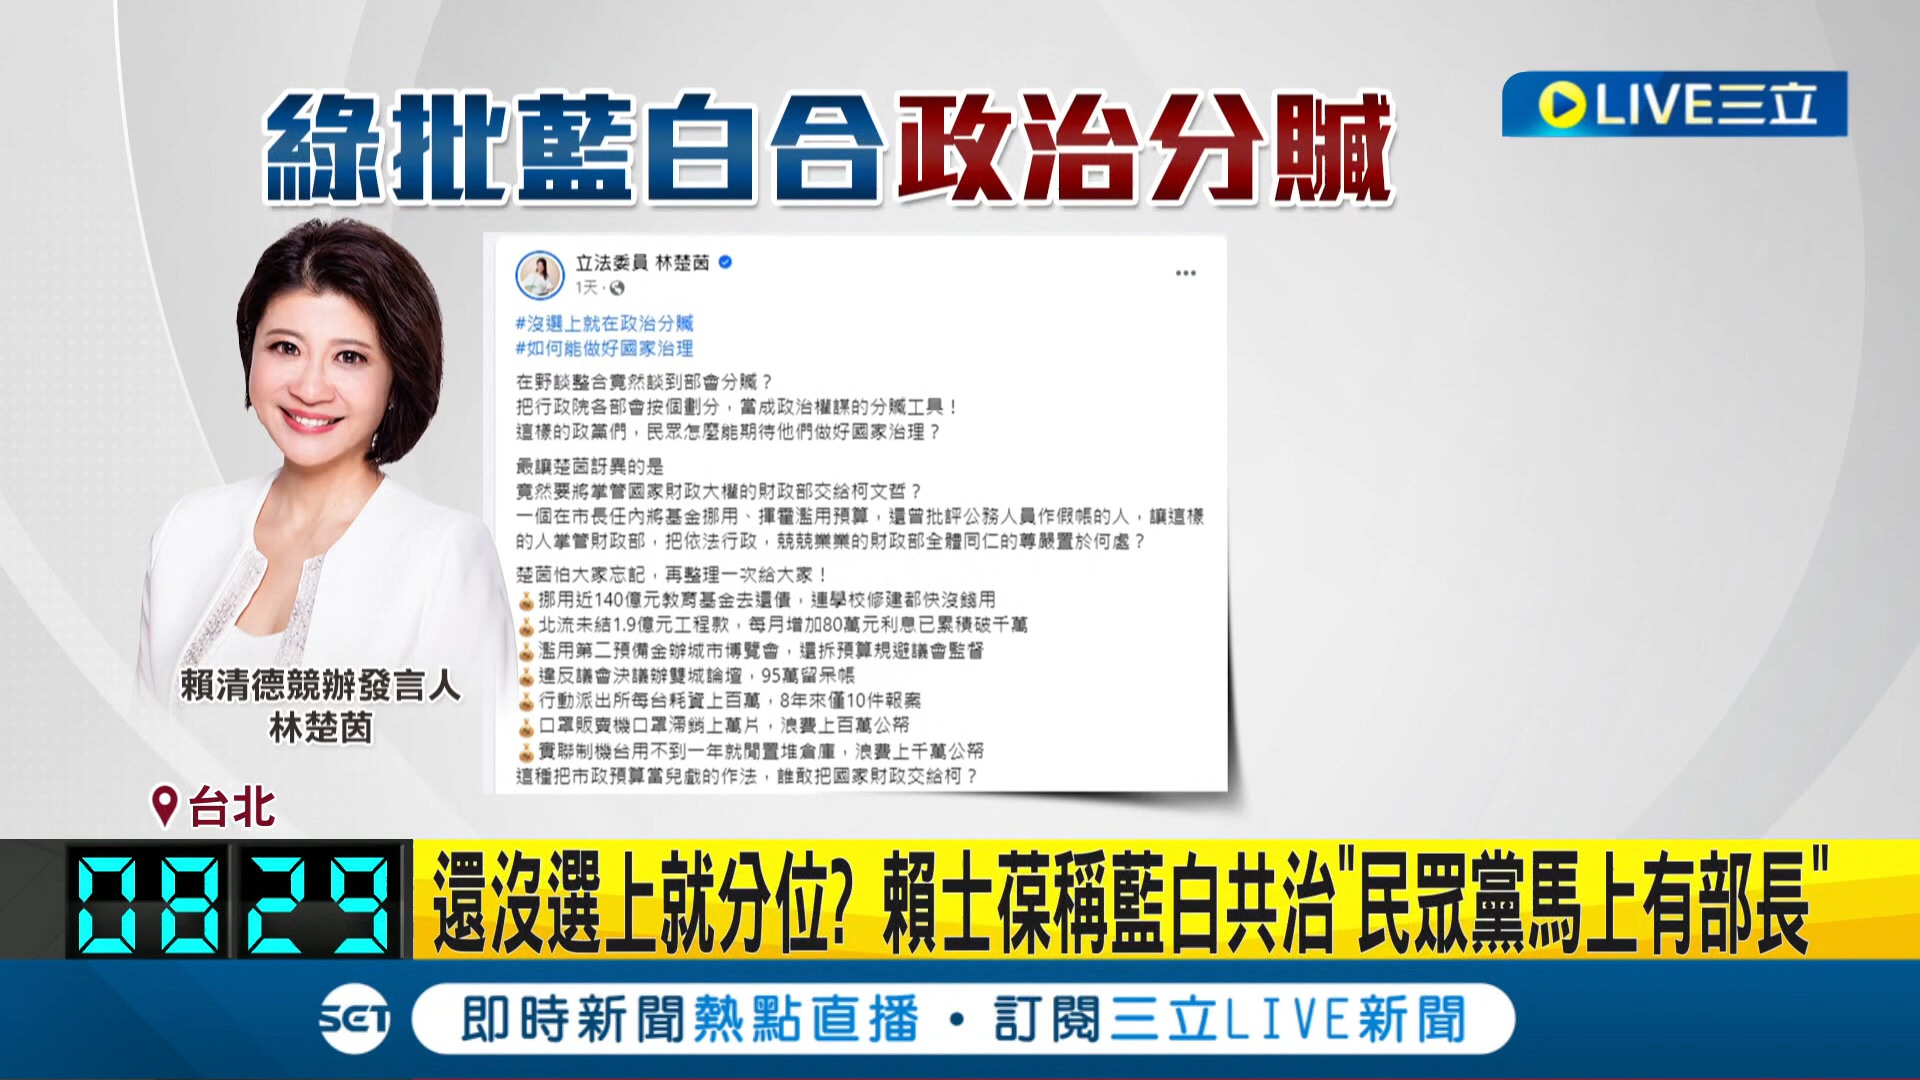 綠批藍白合政治分贓
LIVE三立
立法委員 林楚茵
1天
#沒選上就在政治分贓
#如何能做好國家治理
在野談整合竟然談到部會分贓？
把行政院各部會按個劃分，當成政治權謀的分贓工具！
這樣的政黨們，民眾怎麼能期待他們做好國家治理？
最讓楚茵訝異的是
竟然要將掌管國家財政大權的財政部交給柯文哲？
一個在市長任內將基金挪用、揮霍濫用預算，還曾批評公務人員作假帳的人，讓這樣
的人掌管財政部，把依法行政，兢兢業業的財政部全體同仁的尊嚴置於何處？
楚茵怕大家忘記，再整理一次給大家！
💰挪用近140億元教育基金去還債，連學校修建都快沒錢用
💰北流未結1.9億元工程款，每月增加80萬元利息已累積破千萬
💰濫用第二預備金辦城市博覽會，還拆預算規避議會監督
💰違反議會決議辦雙城論壇，95萬留呆帳
💰行動派出所每台耗資上百萬，8年來僅10件報案
💰口罩販賣機口罩滯銷上萬片，浪費上百萬公帑
💰實聯制機台用不到一年就閒置堆倉庫，浪費上千萬公帑
這種把市政預算當兒戲的作法，誰敢把國家財政交給柯？
賴清德競辦發言人
林楚茵
台北
08 29
還沒選上就分位? 賴士葆稱藍白共治"民眾黨馬上有部長"
SET
即時新聞熱點直播・訂閱三立LIVE新聞